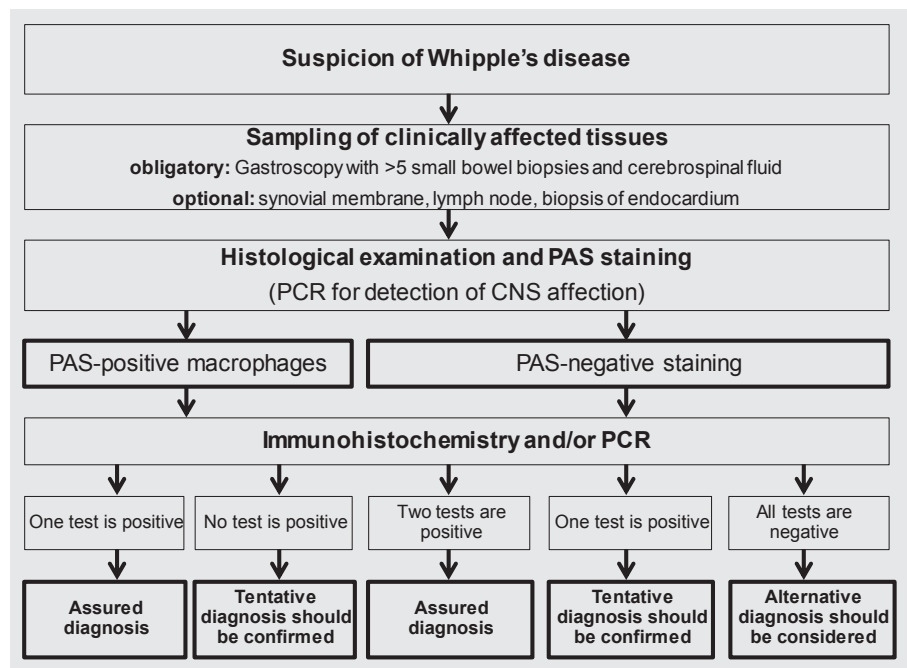 Suspicion of Whipple's disease
Sampling of clinically affected tissues
obligatory: Gastroscopy with >5 small bowel biopsies and cerebrospinal fluid
optional: synovial membrane, lymph node, biopsy of endocardium
Histological examination and PAS staining
(PCR for detection of CNS affection)
PAS-positive macrophages
PAS-negative staining
Immunohistochemistry and/or PCR
One test is positive
No test is positive
Two tests are
positive
One test is positive
All tests are
negative
Assured
diagnosis
Tentative
diagnosis should
be confirmed
Assured
diagnosis
Tentative
diagnosis should
be confirmed
Alternative
diagnosis should
be considered